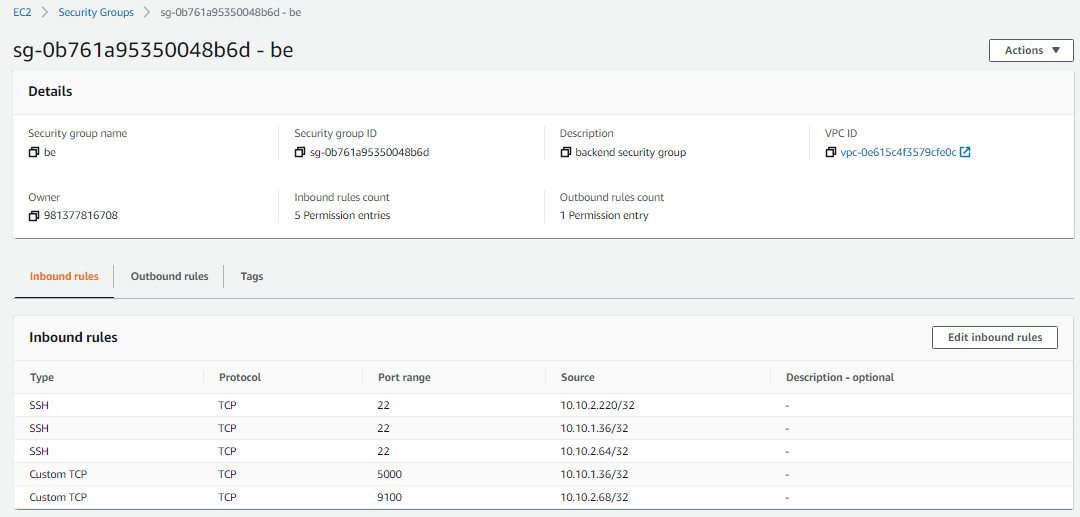 EC2 > Security Groups > sg-0b761a95350048b6d - be
sg-0b761a95350048b6d - be
Actions
Details
Security group name Security group ID Description VPC ID
be sg-0b761a95350048b6d backend security group vpc-0e615c4f3579cfe0c
Owner Inbound rules count Outbound rules count
981377816708 5 Permission entries 1 Permission entry
Inbound rules Outbound rules Tags
Inbound rules Edit inbound rules
Type Protocol Port range Source Description - optional
SSH TCP 22 10.10.2.220/32 -
SSH TCP 22 10.10.1.36/32 -
SSH TCP 22 10.10.2.64/32 -
Custom TCP TCP 5000 10.10.1.36/32 -
Custom TCP TCP 9100 10.10.2.68/32 -